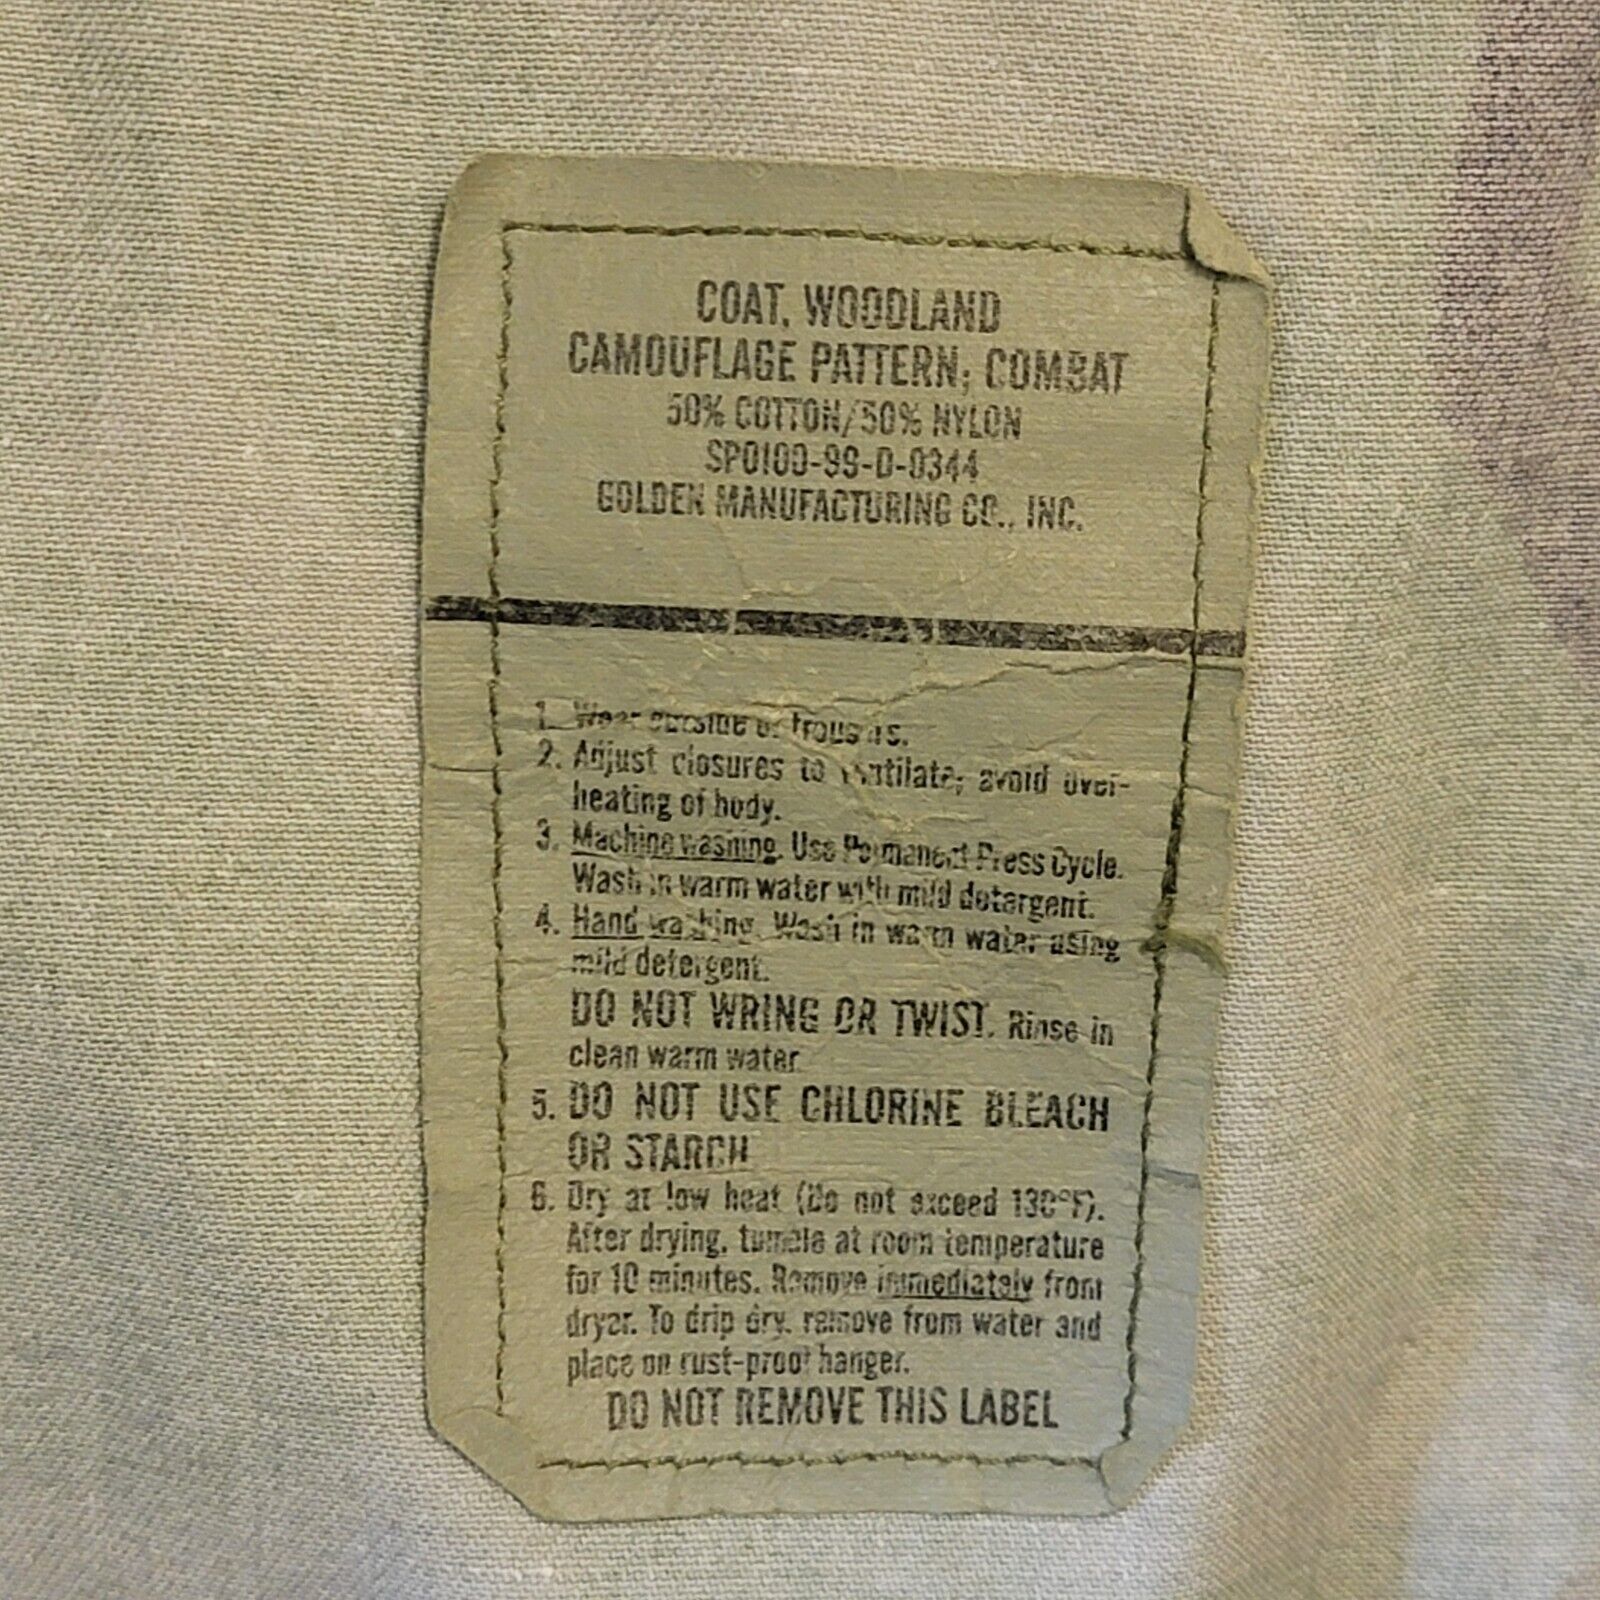 COAT, WOODLAND
CAMOUFLAGE PATTERN; COMBAT
50% COTTON/50% NYLON
SP0100-99-D-0344
GOLDEN MANUFACTURING CO., INC.
1. Wear outside of trousers.
2. Adjust closures to ventilate; avoid over-
heating of body.
3. Machine washing. Use Permanent Press Cycle.
Wash in warm water with mild detergent.
4. Hand washing. Wash in warm water using
mild detergent.
DO NOT WRING OR TWIST. Rinse in
clean warm water.
5. DO NOT USE CHLORINE BLEACH
OR STARCH
6. Dry at low heat (Do not exceed 130°F).
After drying, tumble at room temperature
for 10 minutes. Remove immediately from
dryer. To drip dry, remove from water and
place on rust-proof hanger.
DO NOT REMOVE THIS LABEL